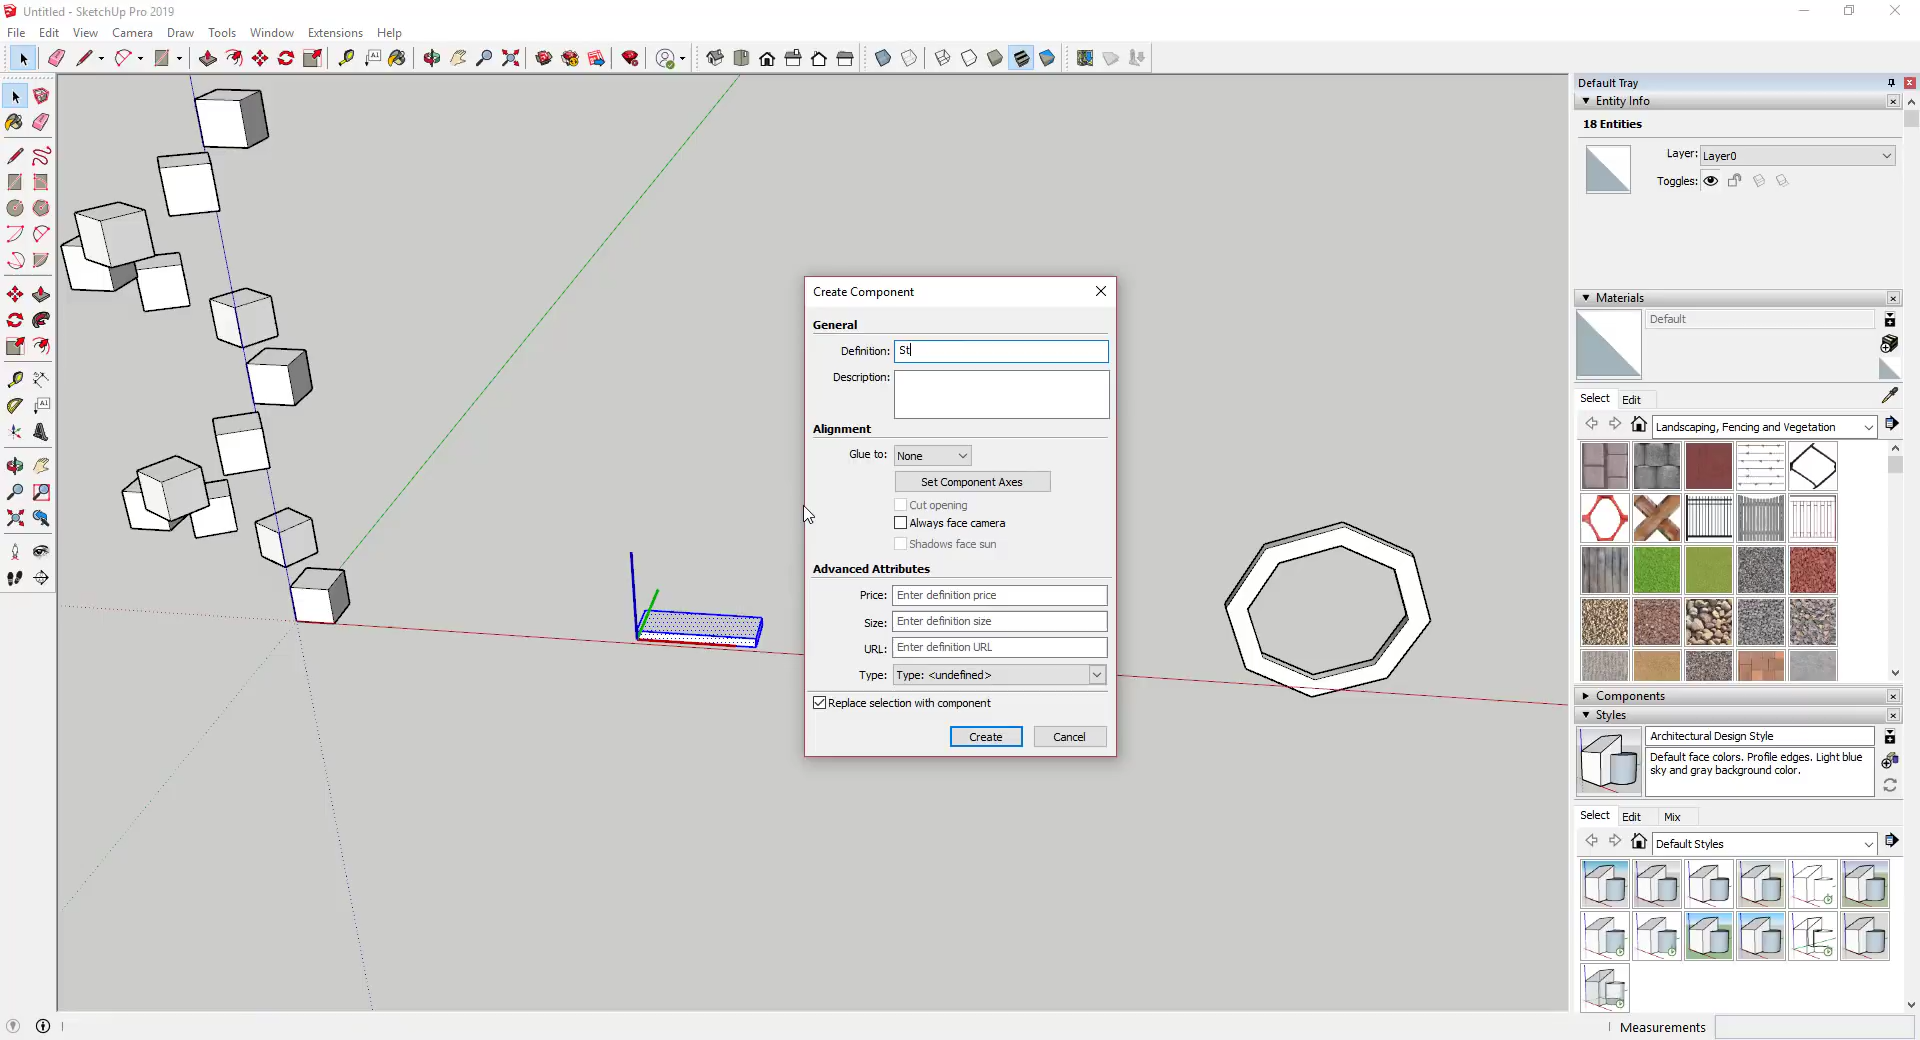 Untitled - SketchUp Pro 2019
File Edit View Camera Draw Tools Window Extensions Help
Default Tray
Entity Info
18 Entities
Layer: Layer0
Toggles:
Materials
Default
Select Edit
Landscaping, Fencing and Vegetation
Components
Styles
Architectural Design Style
Default face colors. Profile edges. Light blue
sky and gray background color.
Select Edit Mix
Default Styles
Create Component
General
Definition: St
Description:
Alignment
Glue to: None
Set Component Axes
Cut opening
Always face camera
Shadows face sun
Advanced Attributes
Price: Enter definition price
Size: Enter definition size
URL: Enter definition URL
Type: Type: <undefined>
Replace selection with component
Create Cancel
Measurements